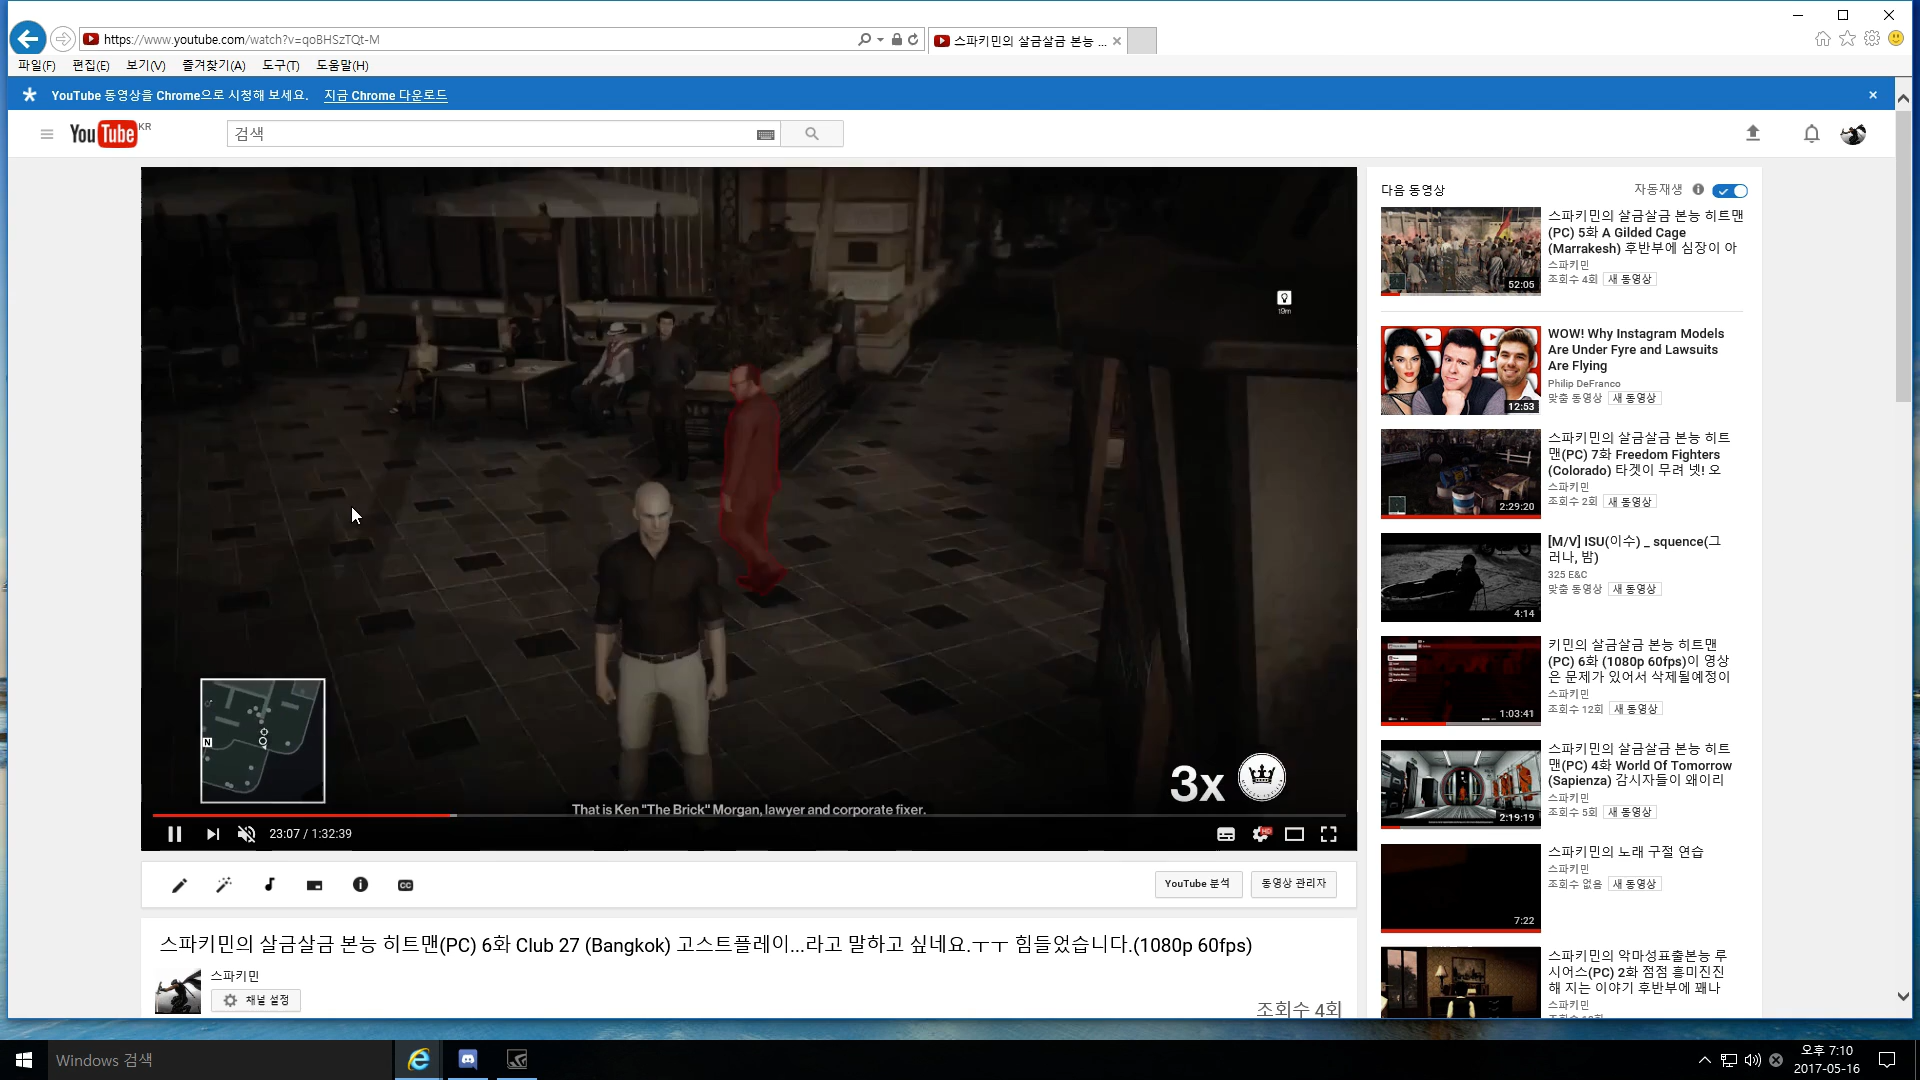 https://www.youtube.com/watch?v=qoBHSzTQt-M
스파키민의 살금살금 본능 ...
파일(F) 편집(E) 보기(V) 즐겨찾기(A) 도구(T) 도움말(H)
YouTube 동영상을 Chrome으로 시청해 보세요. 지금 Chrome 다운로드
YouTube KR
검색
19m
N
3x
That is Ken "The Brick" Morgan, lawyer and corporate fixer.
23:07 / 1:32:39
HD
CC
YouTube 분석
동영상 관리자
스파키민의 살금살금 본능 히트맨(PC) 6화 Club 27 (Bangkok) 고스트플레이...라고 말하고 싶네요.ㅜㅜ 힘들었습니다.(1080p 60fps)
스파키민
채널 설정
조회수 4회
다음 동영상
자동재생
스파키민의 살금살금 본능 히트맨
(PC) 5화 A Gilded Cage
(Marrakesh) 후반부에 심장이 아
스파키민
조회수 4회 새 동영상
52:05
WOW! Why Instagram Models
Are Under Fyre and Lawsuits
Are Flying
Philip DeFranco
맞춤 동영상 새 동영상
12:53
스파키민의 살금살금 본능 히트
맨(PC) 7화 Freedom Fighters
(Colorado) 타겟이 무려 넷! 오
스파키민
조회수 2회 새 동영상
2:29:20
[M/V] ISU(이수) _ squence(그
러나, 밤)
325 E&C
맞춤 동영상 새 동영상
4:14
키민의 살금살금 본능 히트맨
(PC) 6화 (1080p 60fps)이 영상
은 문제가 있어서 삭제될예정이
스파키민
조회수 12회 새 동영상
1:03:41
스파키민의 살금살금 본능 히트
맨(PC) 4화 World Of Tomorrow
(Sapienza) 감시자들이 왜이리
스파키민
조회수 5회 새 동영상
2:19:19
스파키민의 노래 구절 연습
스파키민
조회수 없음 새 동영상
7:22
스파키민의 악마성표출본능 루
시어스(PC) 2화 점점 흥미진진
해 지는 이야기 후반부에 꽤나
스파키민
Windows 검색
오후 7:10
2017-05-16